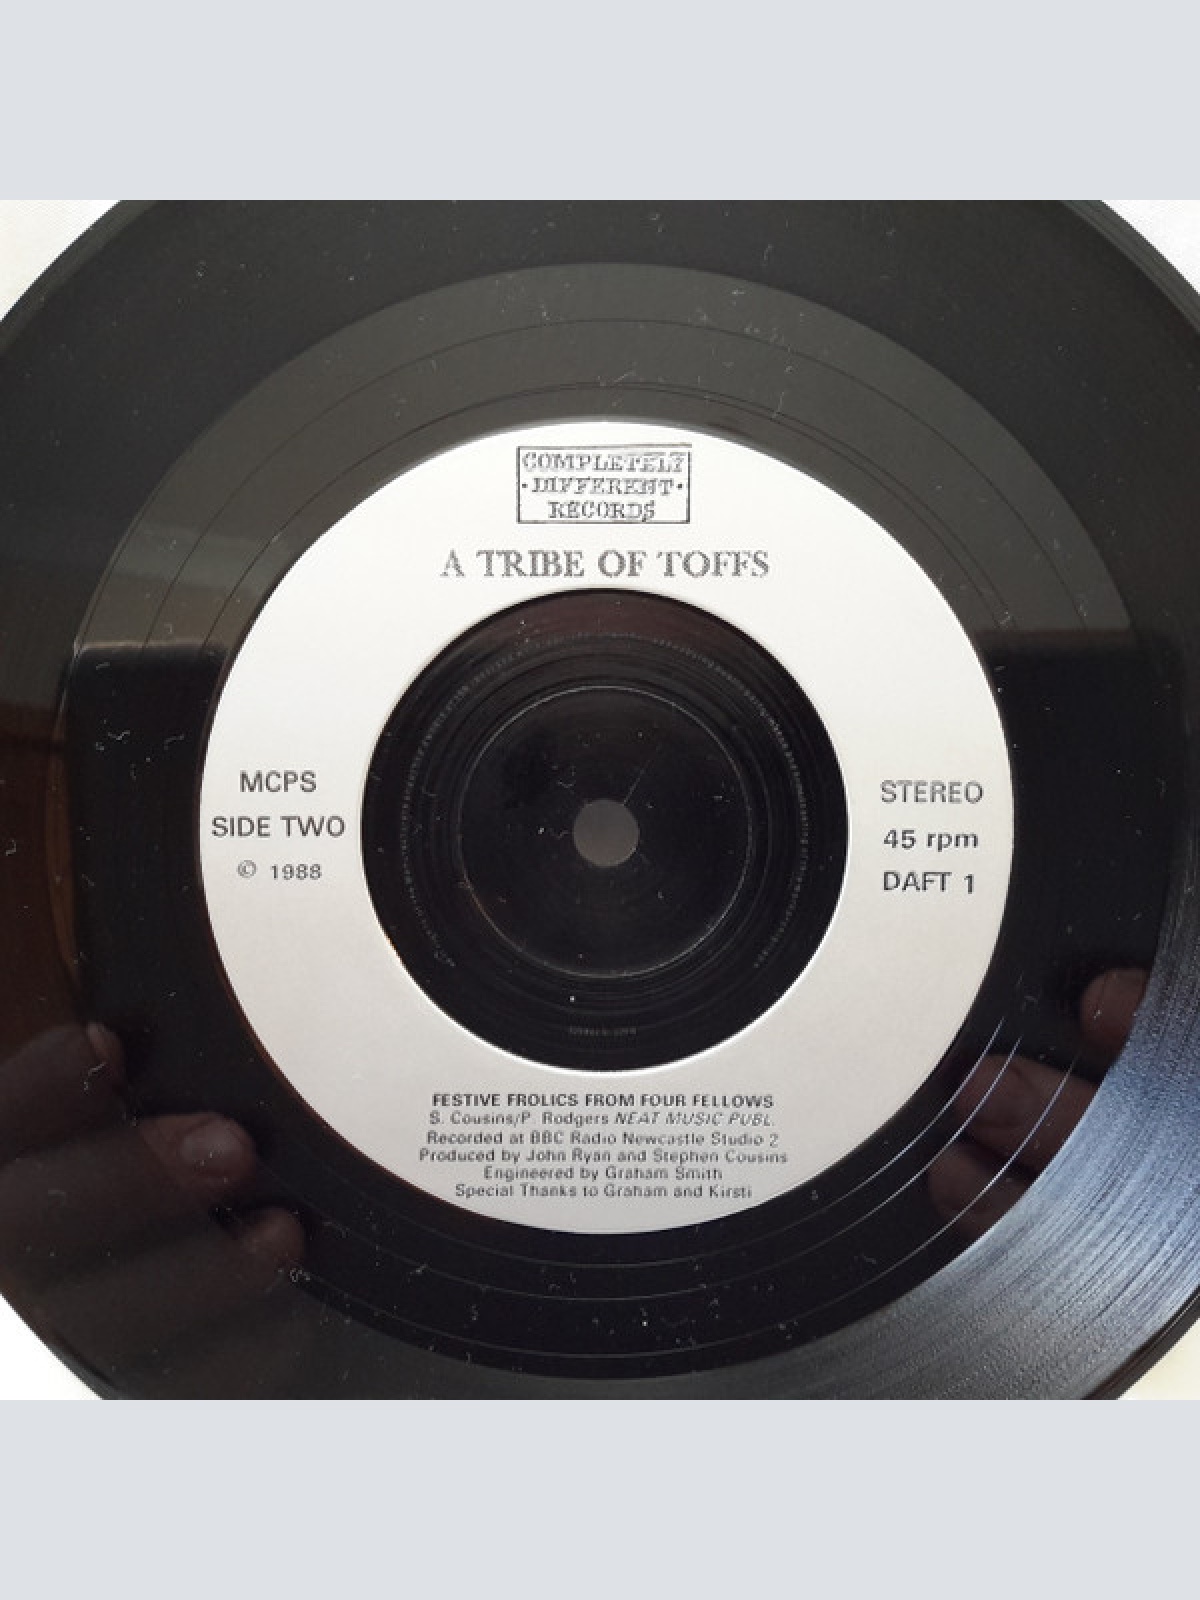 COMPLETELY
·DIFFERENT·
RECORDS
A TRIBE OF TOFFS
MCPS
SIDE TWO
© 1988
STEREO
45 rpm
DAFT 1
FESTIVE FROLICS FROM FOUR FELLOWS
S. Cousins/P. Rodgers NEAT MUSIC PUBL.
Recorded at BBC Radio Newcastle Studio 2
Produced by John Ryan and Stephen Cousins
Engineered by Graham Smith
Special Thanks to Graham and Kirsti